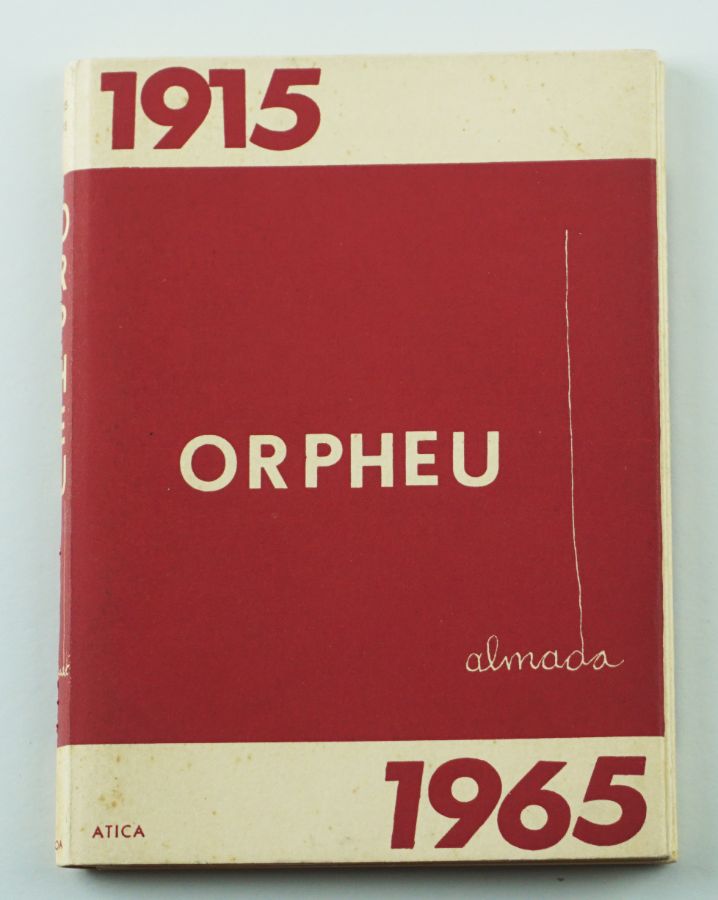 1915
ORPHEU
ORPHEU
almada
1965
ATICA